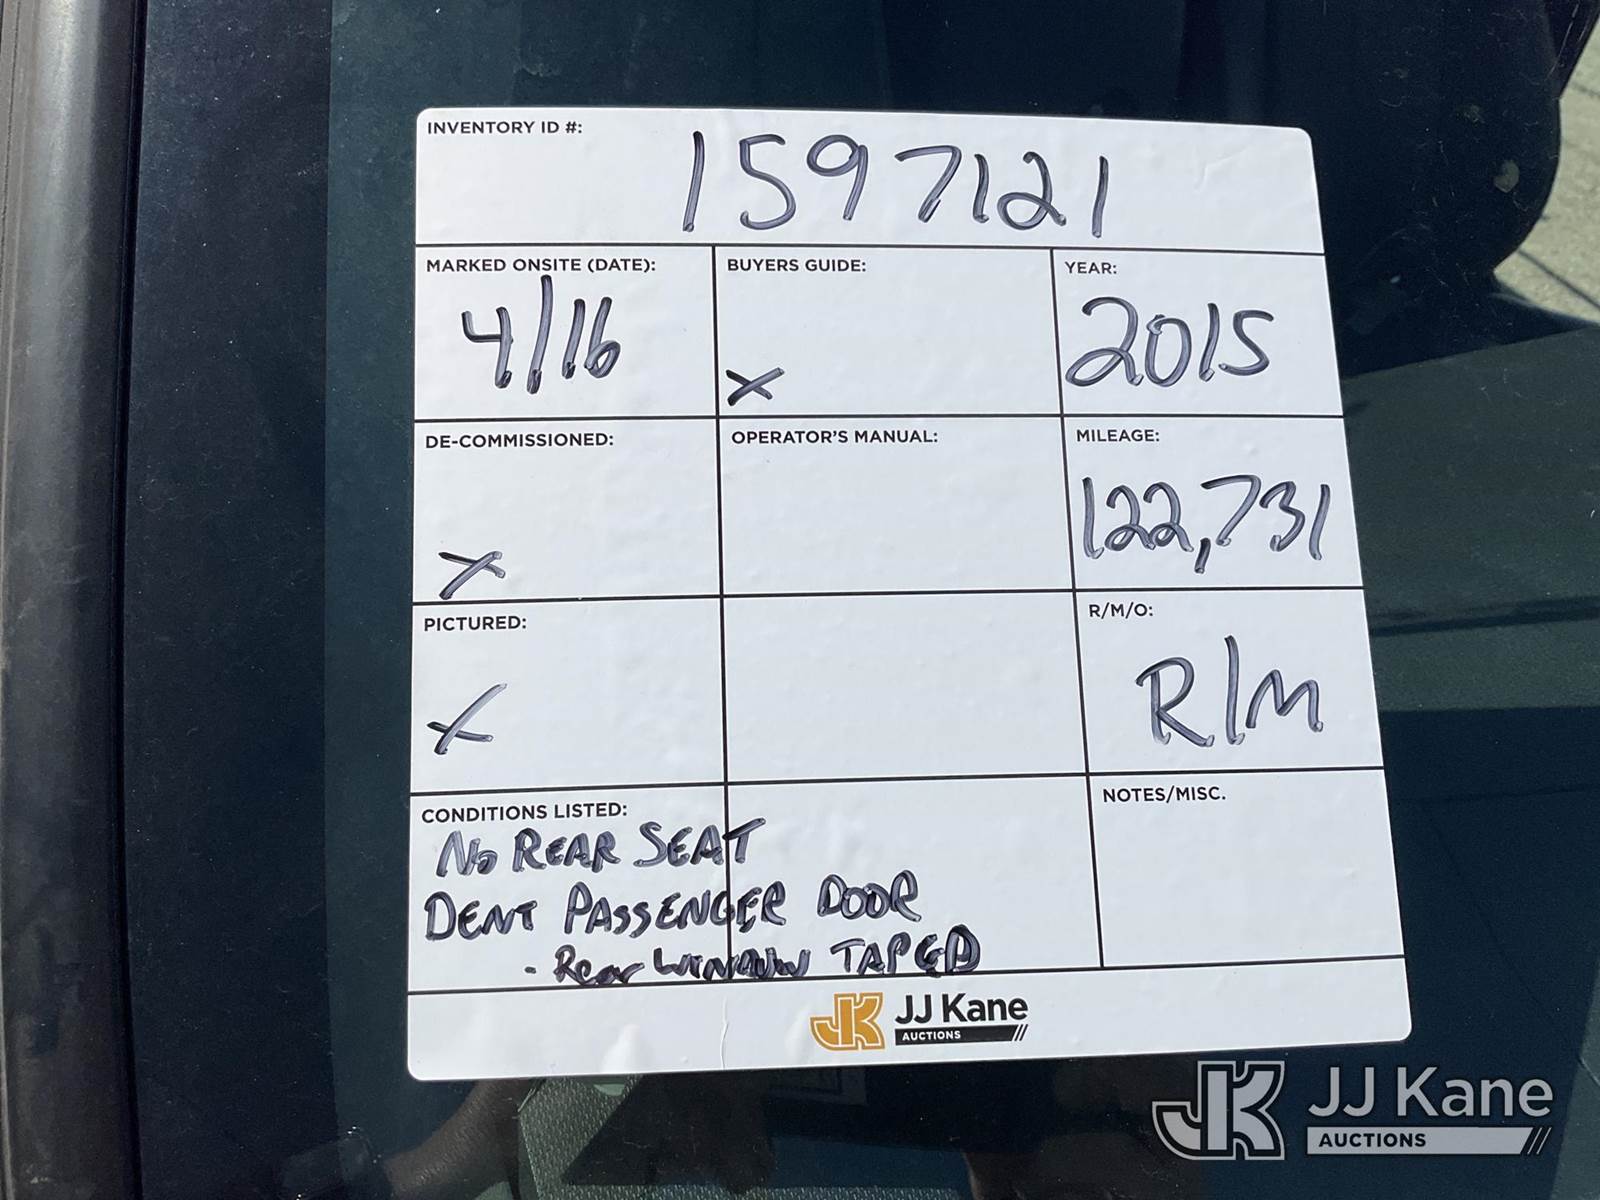 INVENTORY ID #:
1597121
MARKED ONSITE (DATE):
4/16
BUYERS GUIDE:
X
YEAR:
2015
DE-COMMISSIONED:
X
OPERATOR'S MANUAL:
MILEAGE:
122,731
PICTURED:
X
R/M/O:
R/M
CONDITIONS LISTED:
No REAR SEAT
DENT PASSENGER DOOR
- Rear WINDOW TAPED
NOTES/MISC.
JJ Kane
AUCTIONS
JJ Kane
AUCTIONS